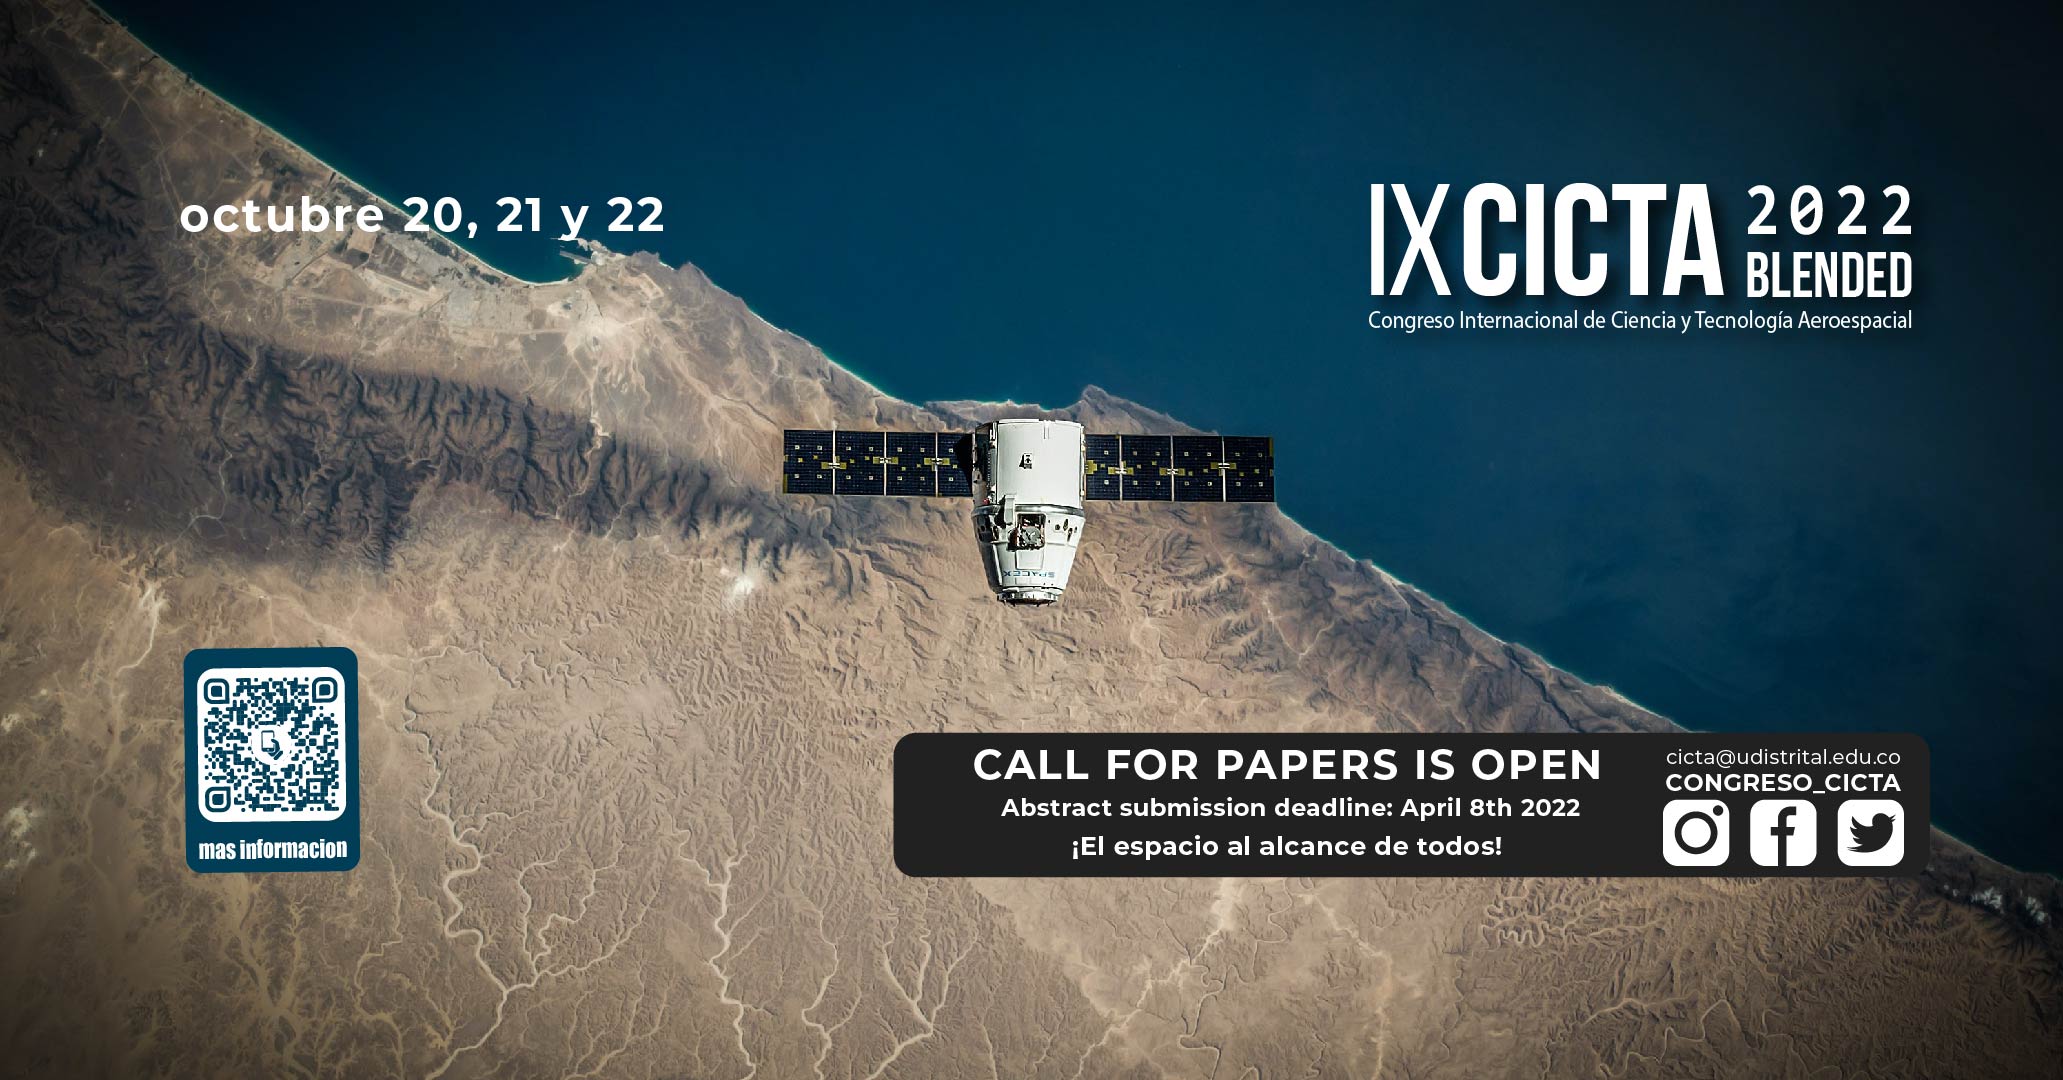 octubre 20, 21 y 22
IX CICTA 2022
BLENDED
Congreso Internacional de Ciencia y Tecnología Aeroespacial
SPACEX
mas informacion
CALL FOR PAPERS IS OPEN
Abstract submission deadline: April 8th 2022
¡El espacio al alcance de todos!
cicta@udistrital.edu.co
CONGRESO_CICTA